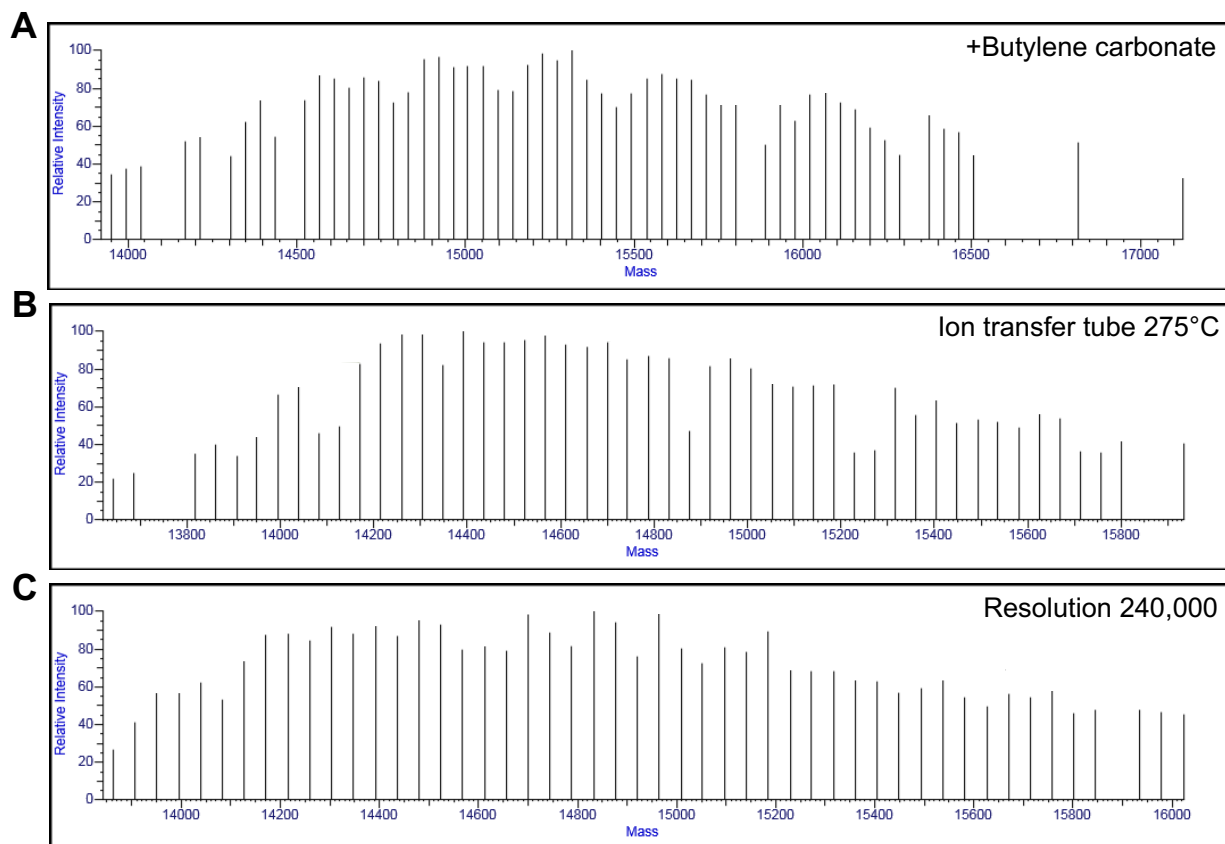 A
+Butylene carbonate
Relative Intensity
100
80
60
40
20
0
14000 14500 15000 15500 16000 16500 17000
Mass
B
Ion transfer tube 275°C
Relative Intensity
100
80
60
40
20
0
13800 14000 14200 14400 14600 14800 15000 15200 15400 15600 15800
Mass
C
Resolution 240,000
Relative Intensity
100
80
60
40
20
0
14000 14200 14400 14600 14800 15000 15200 15400 15600 15800 16000
Mass